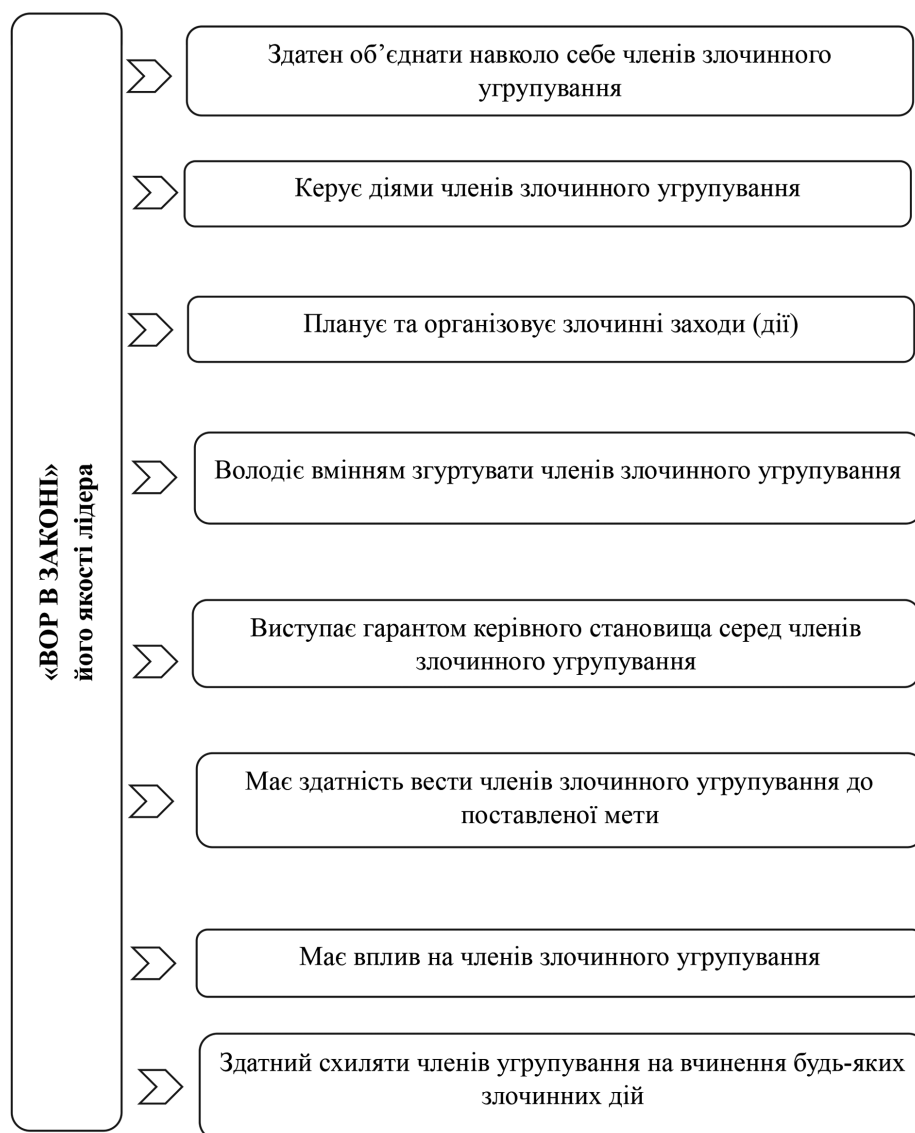 «ВОР В ЗАКОНІ»
його якості лідера
Здатен об’єднати навколо себе членів злочинного
угрупування
Керує діями членів злочинного угрупування
Планує та організовує злочинні заходи (дії)
Володіє вмінням згуртувати членів злочинного угрупування
Виступає гарантом керівного становища серед членів
злочинного угрупування
Має здатність вести членів злочинного угрупування до
поставленої мети
Має вплив на членів злочинного угрупування
Здатний схиляти членів угрупування на вчинення будь-яких
злочинних дій